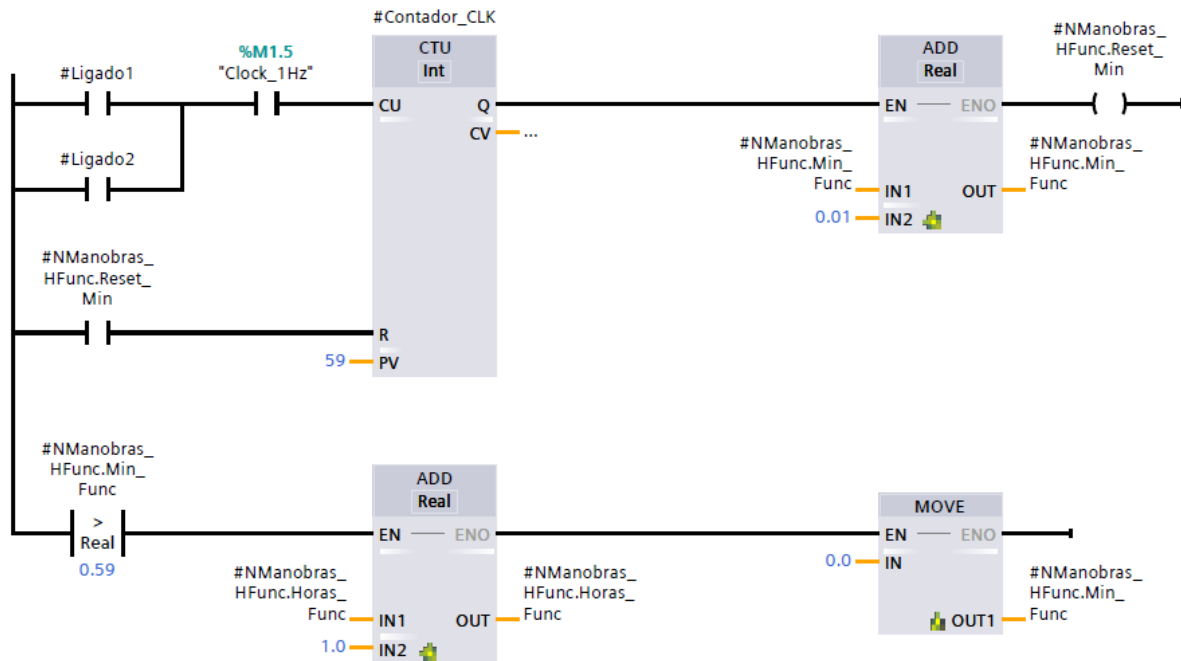 #Contador_CLK
#Ligado1
%M1.5
"Clock_1Hz"
CTU
Int
CU
Q
CV
...
#Ligado2
#NManobras_
HFunc.Reset_
Min
R
59
PV
ADD
Real
EN
ENO
#NManobras_
HFunc.Min_
Func
IN1
0.01
IN2
OUT
#NManobras_
HFunc.Min_
Func
#NManobras_
HFunc.Reset_
Min
#NManobras_
HFunc.Min_
Func
>
Real
0.59
ADD
Real
EN
ENO
#NManobras_
HFunc.Horas_
Func
IN1
1.0
IN2
OUT
#NManobras_
HFunc.Horas_
Func
MOVE
EN
ENO
0.0
IN
OUT1
#NManobras_
HFunc.Min_
Func